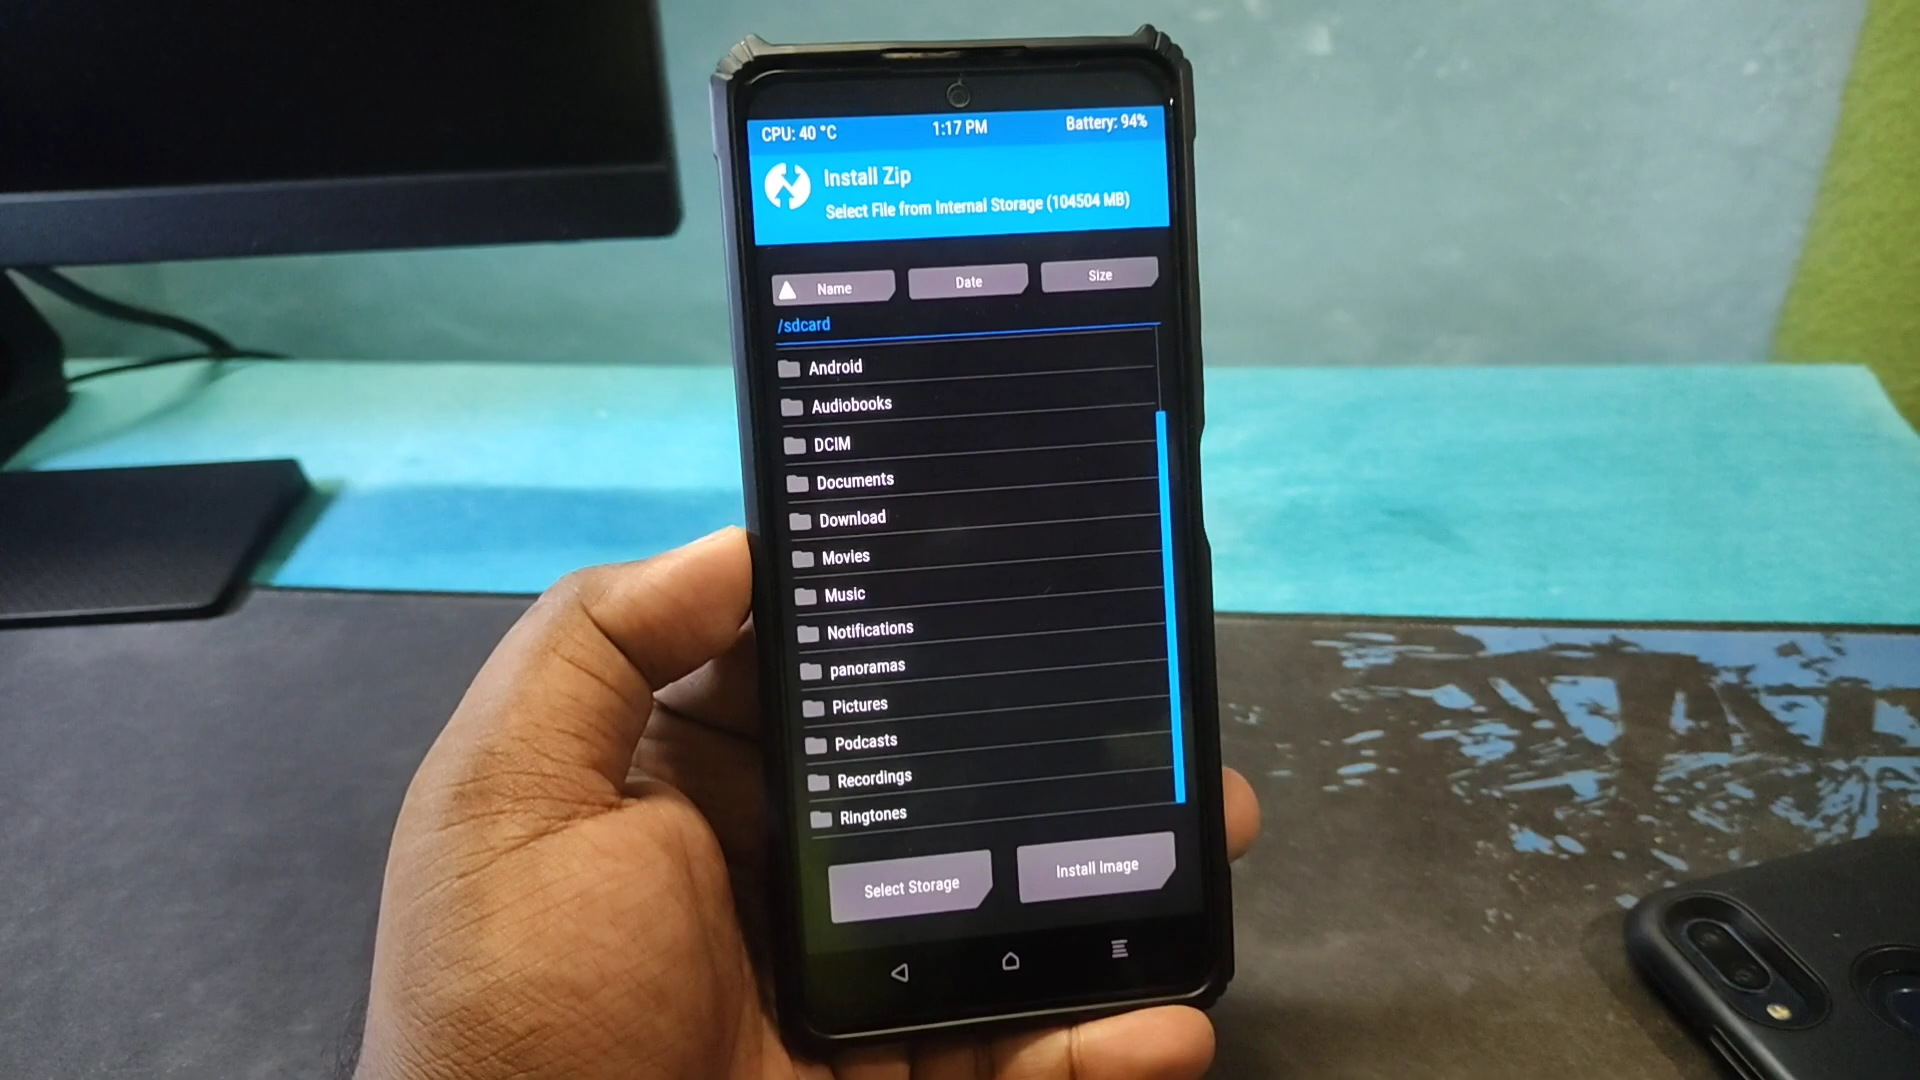 CPU: 40 °C 1:17 PM Battery: 94%
Install Zip
Select File from Internal Storage (104504 MB)
Name Date Size
/sdcard
Android
Audiobooks
DCIM
Documents
Download
Movies
Music
Notifications
panoramas
Pictures
Podcasts
Recordings
Ringtones
Select Storage Install Image